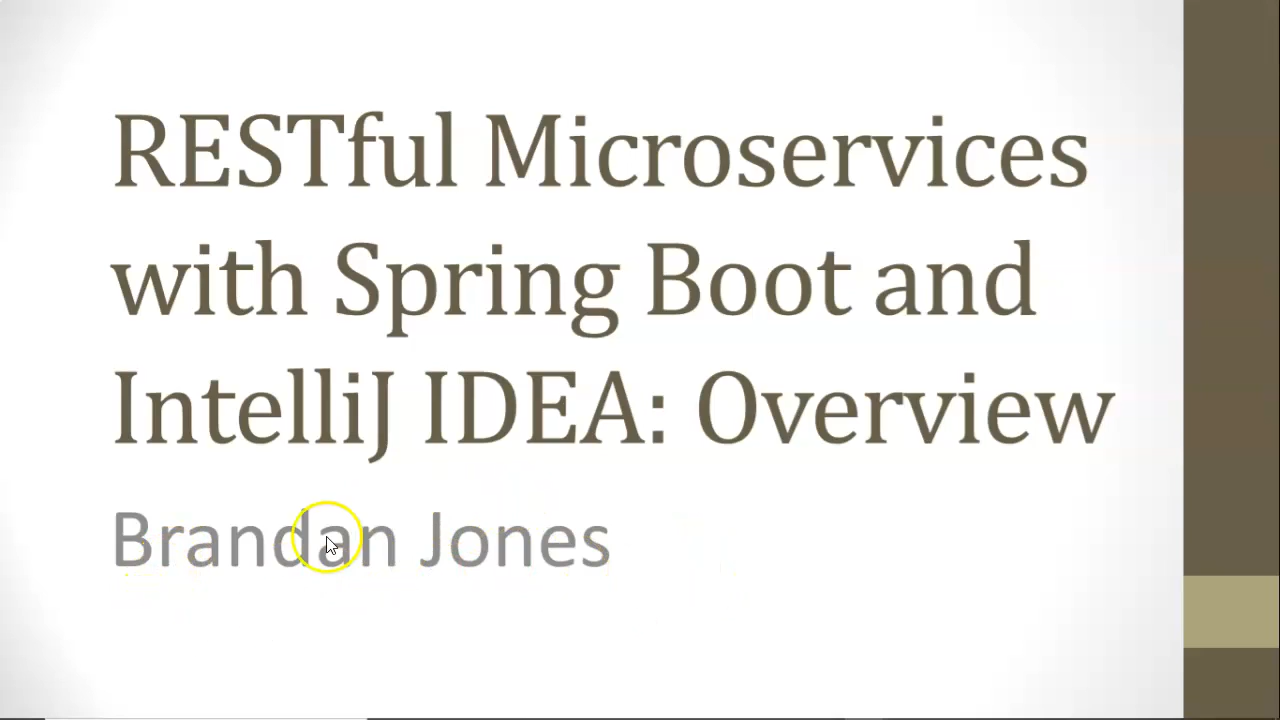 RESTful Microservices
with Spring Boot and
IntelliJ IDEA: Overview
Brandan Jones